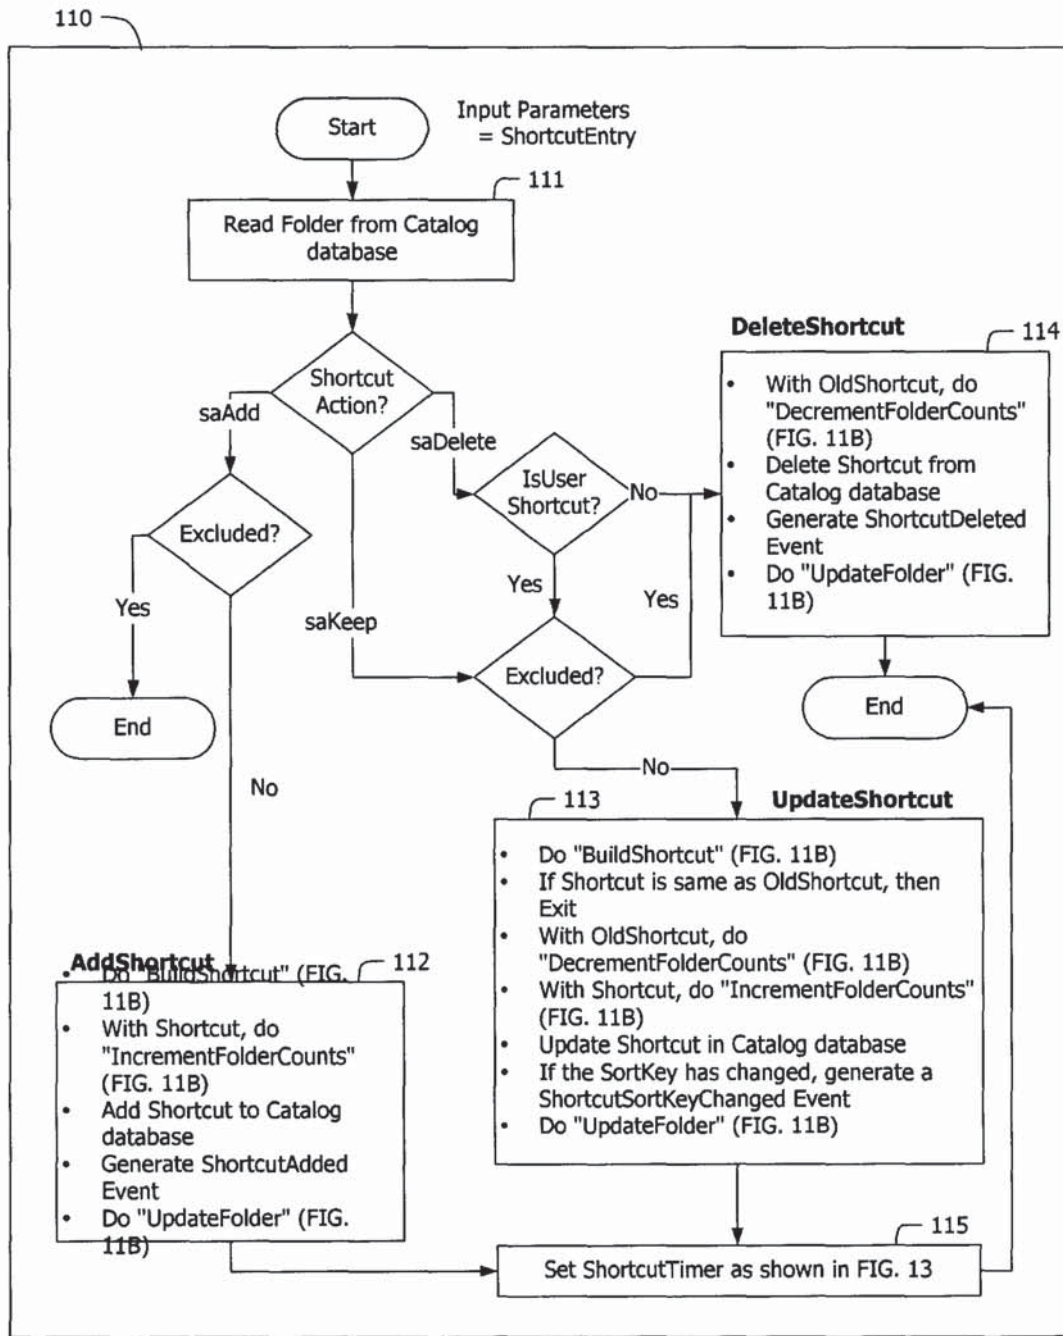 110
Start
Input Parameters
= ShortcutEntry
111
Read Folder from Catalog
database
DeleteShortcut
114
Shortcut
Action?
saAdd
saDelete
saKeep
IsUser
Shortcut?
No
Yes
Yes
Excluded?
Yes
No
End
Excluded?
No
• With OldShortcut, do
"DecrementFolderCounts"
(FIG. 11B)
• Delete Shortcut from
Catalog database
• Generate ShortcutDeleted
Event
• Do "UpdateFolder" (FIG.
11B)
End
113
UpdateShortcut
• Do "BuildShortcut" (FIG. 11B)
• If Shortcut is same as OldShortcut, then
Exit
• With OldShortcut, do
"DecrementFolderCounts" (FIG. 11B)
• With Shortcut, do "IncrementFolderCounts"
(FIG. 11B)
• Update Shortcut in Catalog database
• If the SortKey has changed, generate a
ShortcutSortKeyChanged Event
• Do "UpdateFolder" (FIG. 11B)
AddShortcut
112
• Do "BuildShortcut" (FIG.
11B)
• With Shortcut, do
"IncrementFolderCounts"
(FIG. 11B)
• Add Shortcut to Catalog
database
• Generate ShortcutAdded
Event
• Do "UpdateFolder" (FIG.
11B)
115
Set ShortcutTimer as shown in FIG. 13